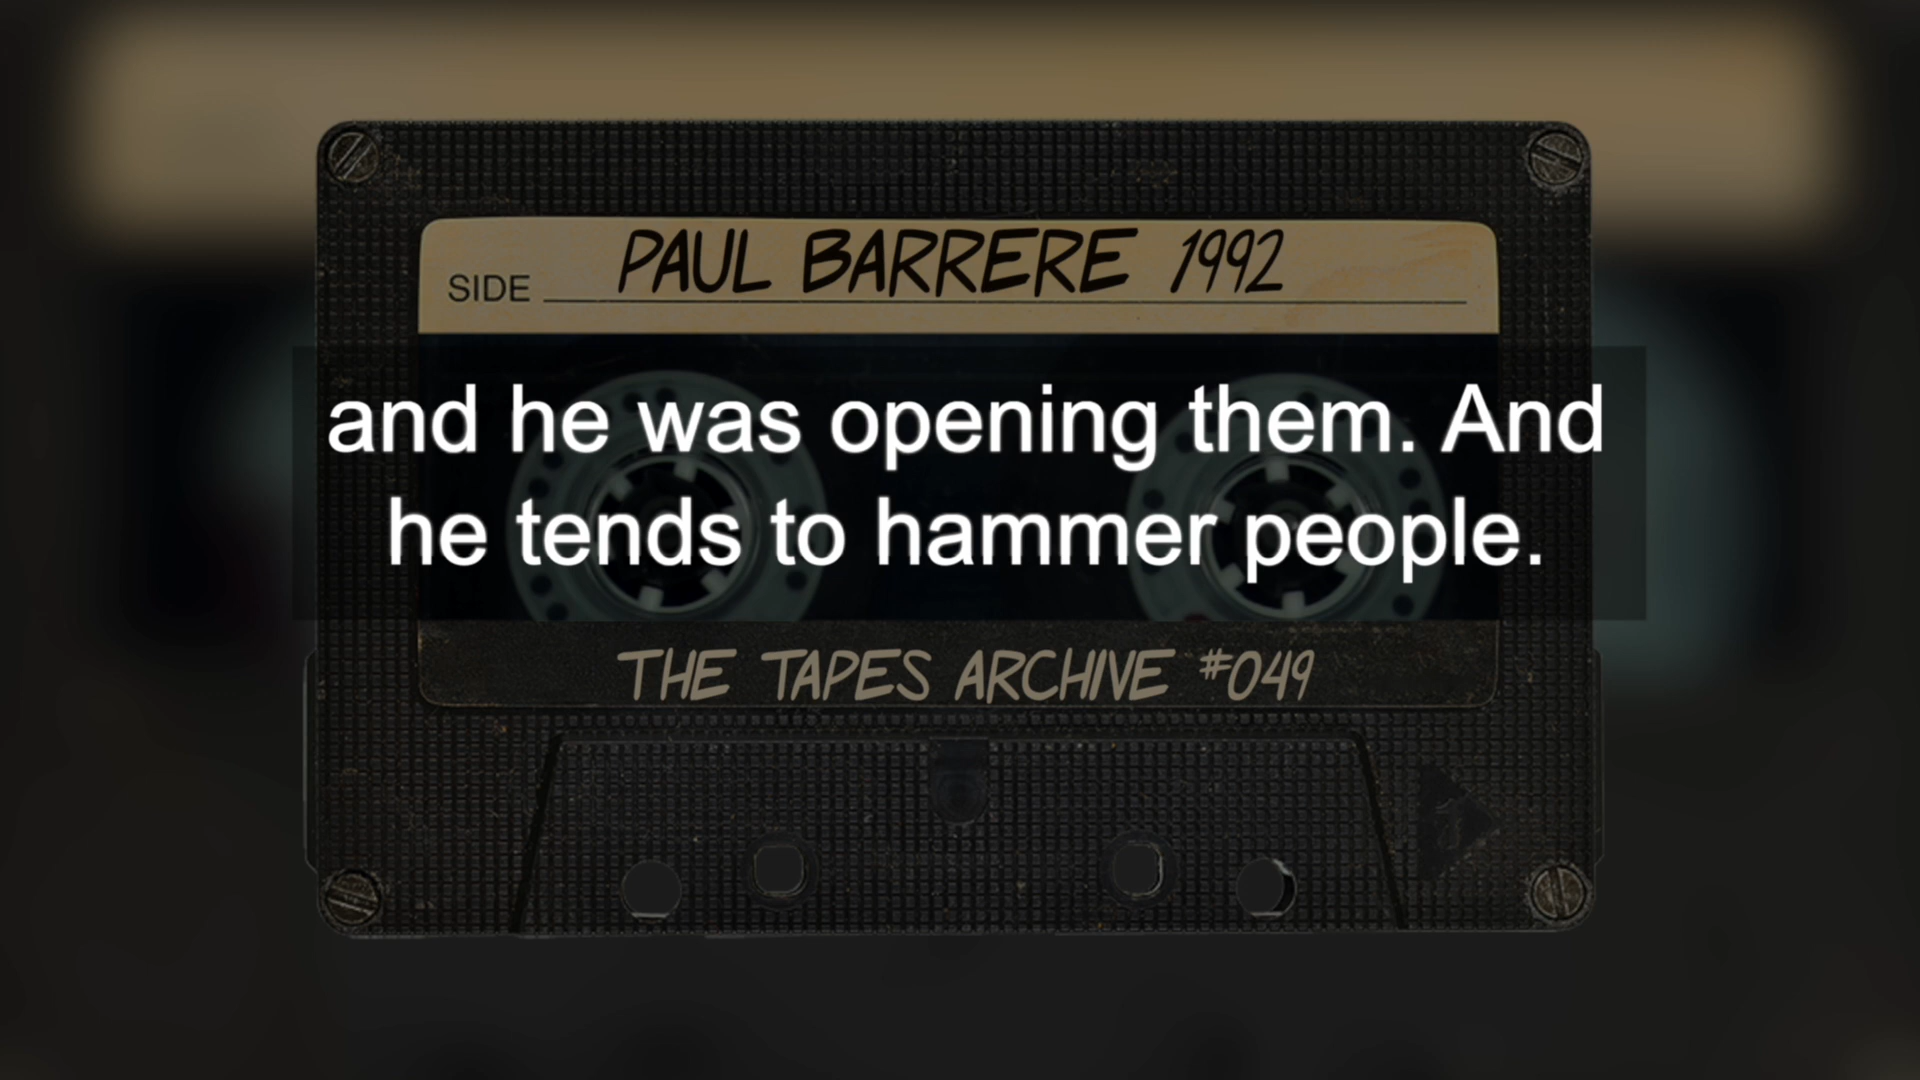 PAUL BARRERE 1992
SIDE
and he was opening them. And
he tends to hammer people.
THE TAPES ARCHIVE #049